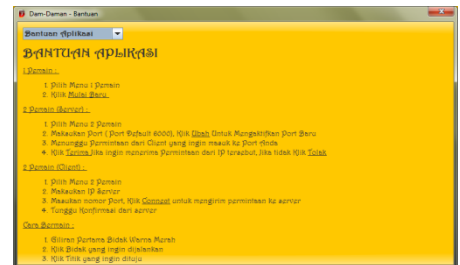 Dam-Daman - Bantuan
Bantuan Aplikasi
BANTUAN APLIKASI
1 Pemain :
1. Pilih Menu 1 Pemain
2. Klik Mulai Baru
2 Pemain (Server) :
1. Pilih Menu 2 Pemain
2. Masukan Port ( Port Default 6000), Klik Ubah Untuk Mengaktifkan Port Baru
3. Menunggu Permintaan dari Client yang ingin masuk ke port Anda
4. Klik Terima Jika ingin menerima Permintaan dari IP tersebut, Jika tidak Klik Tolak
2 Pemain (Client) :
1. Pilih Menu 2 Pemain
2. Masukan IP Server
3. Masukan nomor Port, Klik Connect untuk mengirim permintaan ke server
4. Tunggu Konfirmasi dari server
Cara Bermain :
1. Giliran Pertama Bidak Warna Merah
2. Klik Bidak yang ingin dijalankan
3. Klik Titik yang ingin dituju